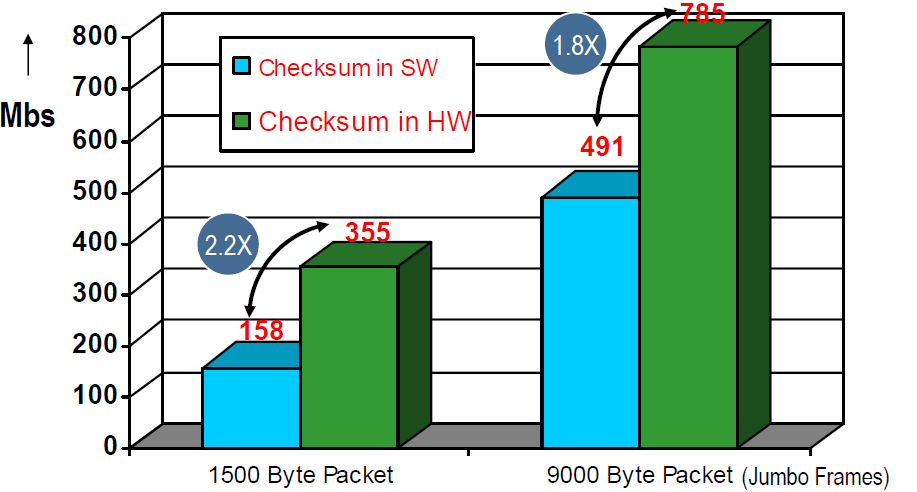 800
700
600
500
400
300
200
100
0
Mbs
Checksum in SW
Checksum in HW
2.2X
158
355
1.8X
491
785
1500 Byte Packet
9000 Byte Packet (Jumbo Frames)